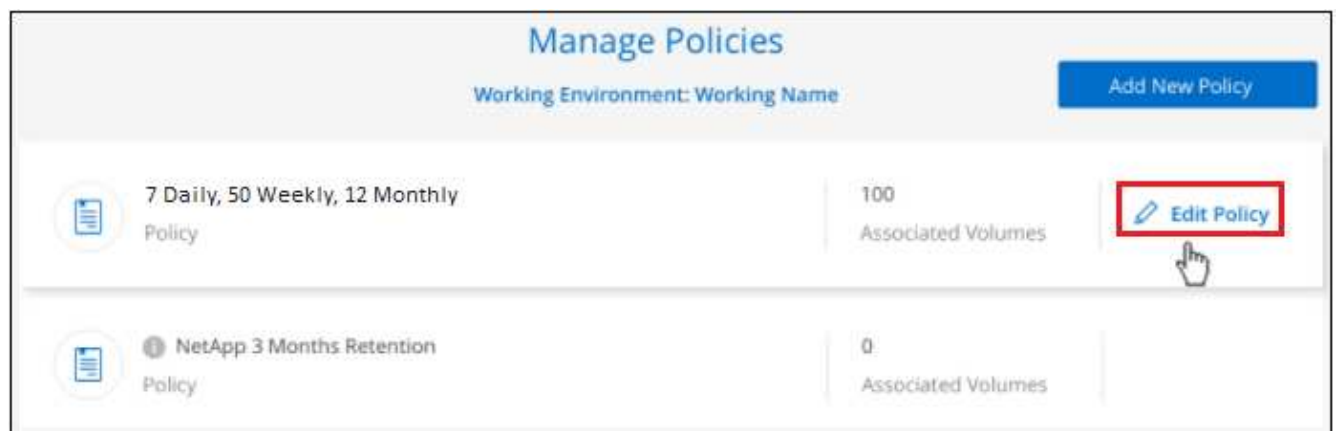 Manage Policies
Working Environment: Working Name
Add New Policy
7 Daily, 50 Weekly, 12 Monthly
Policy
100
Associated Volumes
Edit Policy
NetApp 3 Months Retention
Policy
0
Associated Volumes